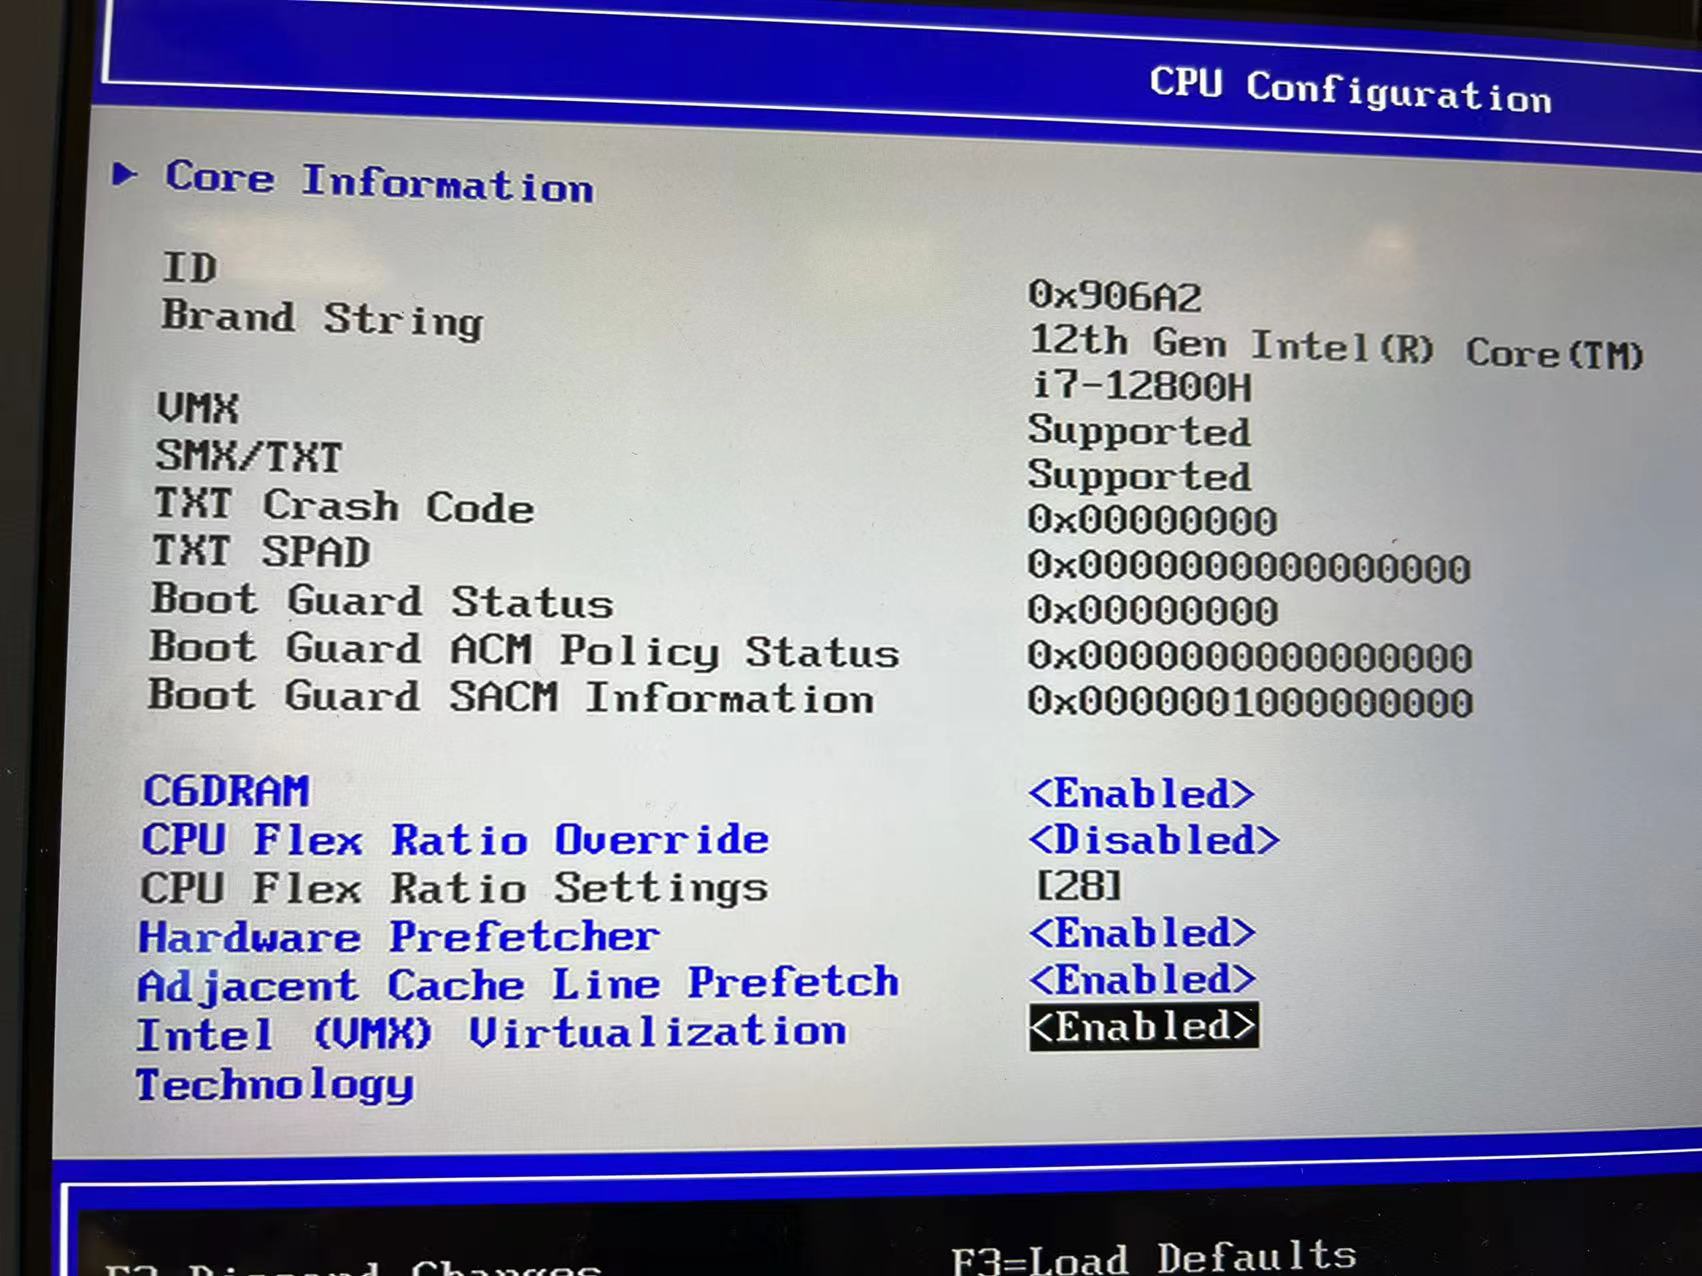 CPU Configuration
Core Information
ID 0x906A2
Brand String 12th Gen Intel(R) Core(TM)
i7-12800H
VMX Supported
SMX/TXT Supported
TXT Crash Code 0x00000000
TXT SPAD 0x0000000000000000
Boot Guard Status 0x00000000
Boot Guard ACM Policy Status 0x0000000000000000
Boot Guard SACM Information 0x0000001000000000
C6DRAM <Enabled>
CPU Flex Ratio Override <Disabled>
CPU Flex Ratio Settings [28]
Hardware Prefetcher <Enabled>
Adjacent Cache Line Prefetch <Enabled>
Intel (VMX) Virtualization <Enabled>
Technology
F3=Load Defaults
Discard Changes